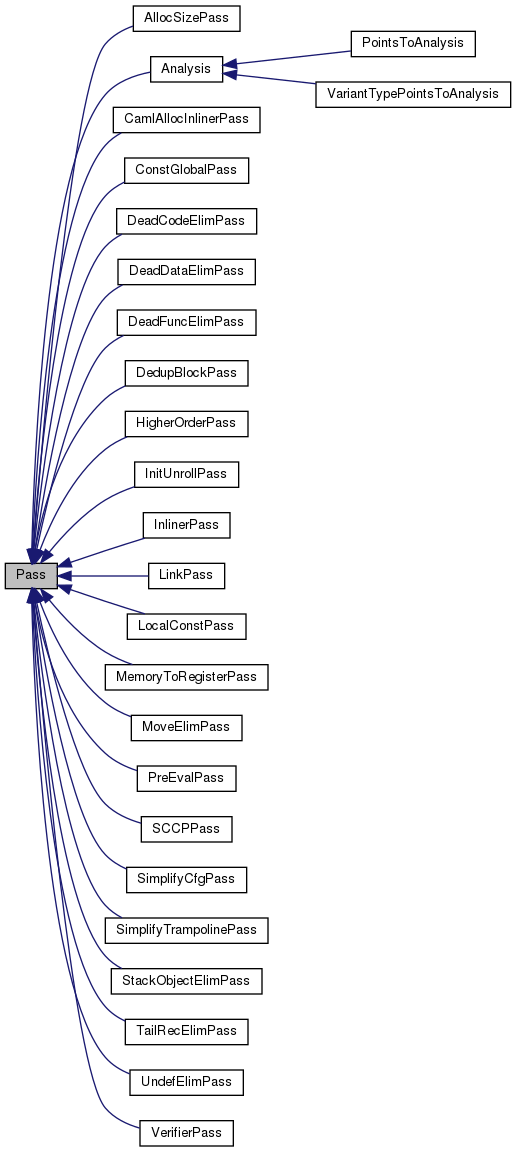 AllocSizePass
PointsToAnalysis
Analysis
VariantTypePointsToAnalysis
CamlAllocInlinerPass
ConstGlobalPass
DeadCodeElimPass
DeadDataElimPass
DeadFuncElimPass
DedupBlockPass
HigherOrderPass
InitUnrollPass
InlinerPass
Pass
LinkPass
LocalConstPass
MemoryToRegisterPass
MoveElimPass
PreEvalPass
SCCPPass
SimplifyCfgPass
SimplifyTrampolinePass
StackObjectElimPass
TailRecElimPass
UndefElimPass
VerifierPass